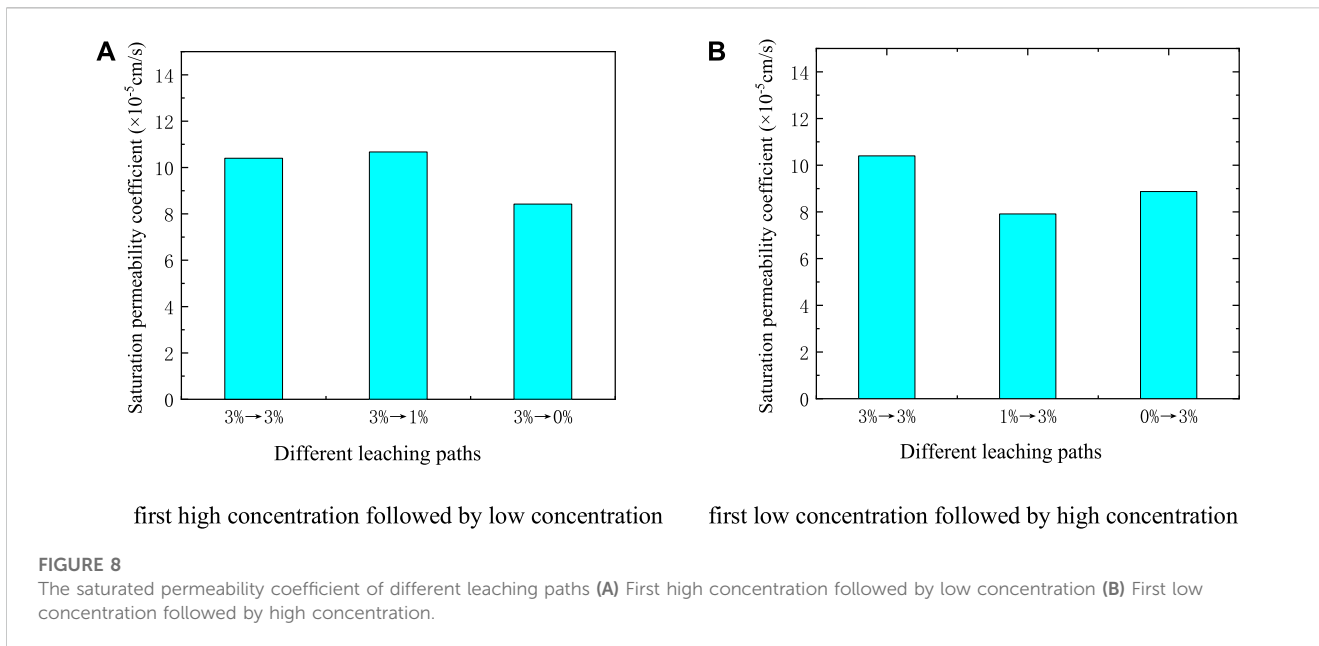 A
Saturation permeability coefficient (×10⁻⁵cm/s)
14
12
10
8
6
4
2
0
3%→3% 3%→1% 3%→0%
Different leaching paths
first high concentration followed by low concentration
B
Saturation permeability coefficient (×10⁻⁵cm/s)
14
12
10
8
6
4
2
0
3%→3% 1%→3% 0%→3%
Different leaching paths
first low concentration followed by high concentration
FIGURE 8
The saturated permeability coefficient of different leaching paths (A) First high concentration followed by low concentration (B) First low
concentration followed by high concentration.